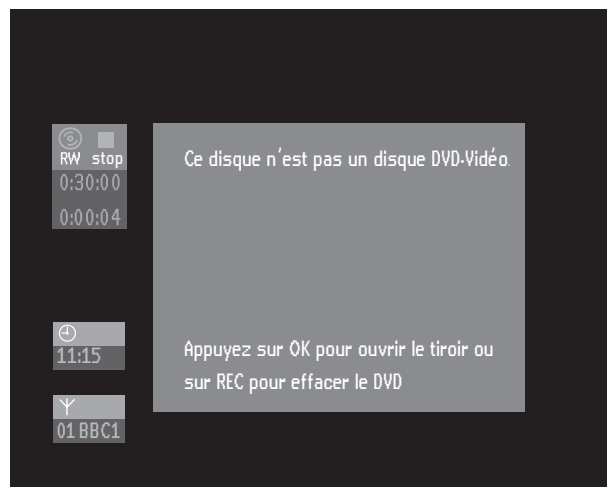 RW stop
0:30:00
0:00:04
Ce disque n'est pas un disque DVD-Vidéo.
Appuyez sur OK pour ouvrir le tiroir ou
sur REC pour effacer le DVD
11:15
01 BBC1